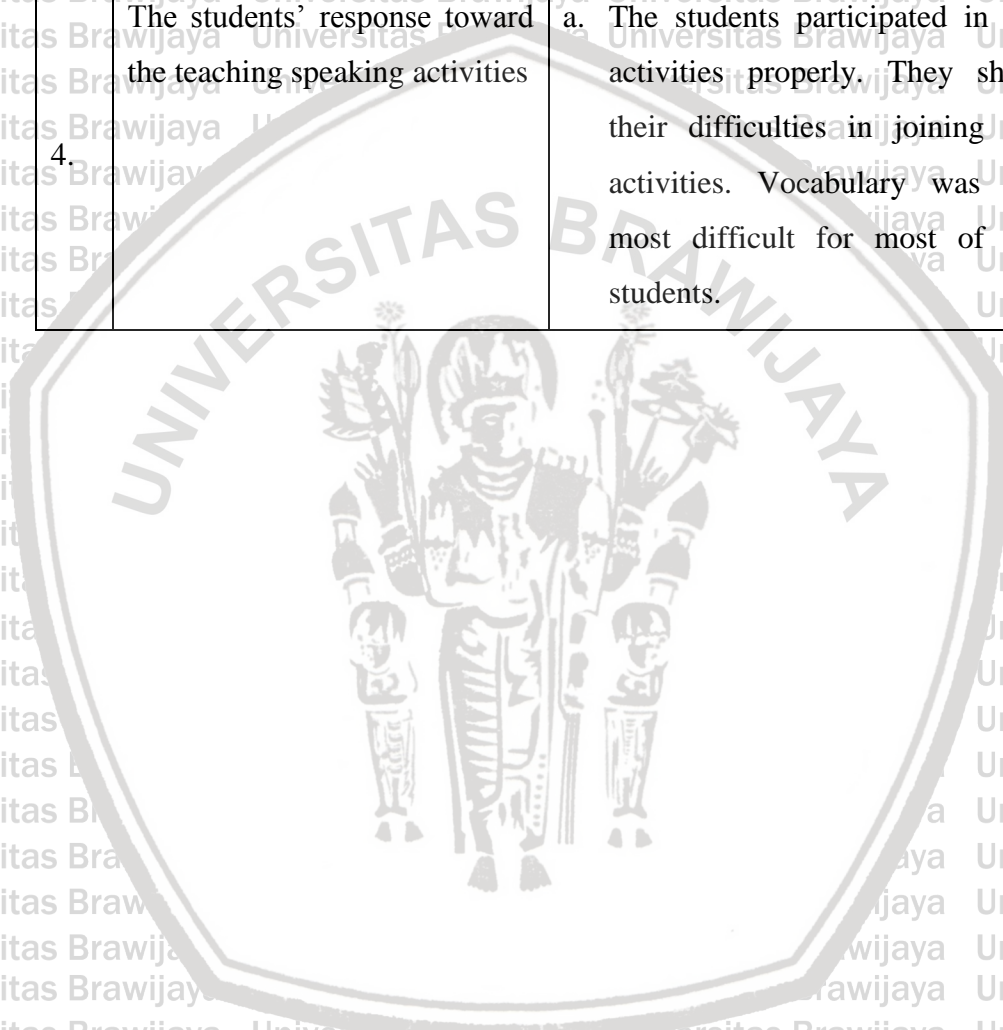 The students’ response toward
the teaching speaking activities
4.
a. The students participated in
activities properly. They sh
their difficulties in joining
activities. Vocabulary was
most difficult for most of
students.
UNIVERSITAS BRAWIJAYA